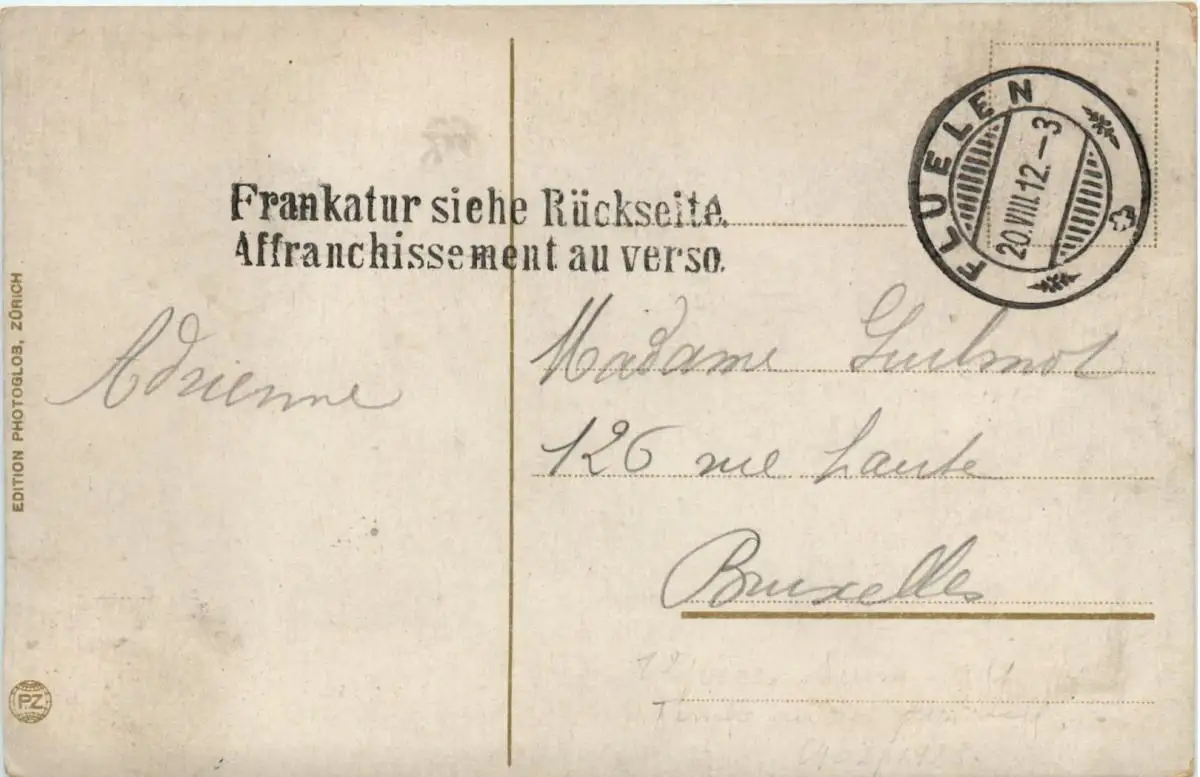 FLUELEN
20.VIII.12.–3
Frankatur siehe Rückseite.
Affranchissement au verso.
EDITION PHOTOGLOB, ZÜRICH
Adrienne
Madame Guilmot
126 rue haute
Bruxelles
PZ